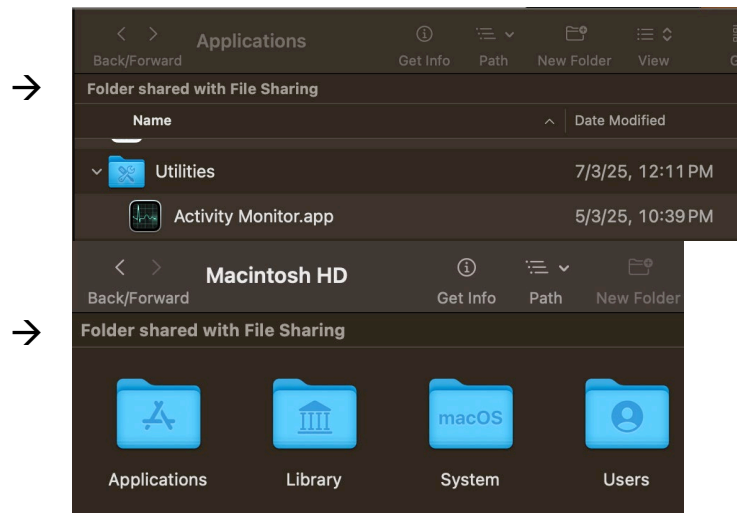 Applications
Back/Forward Get Info Path New Folder View
Folder shared with File Sharing
Name Date Modified
Utilities 7/3/25, 12:11 PM
Activity Monitor.app 5/3/25, 10:39 PM
Macintosh HD
Back/Forward Get Info Path New Folder
Folder shared with File Sharing
macOS
Applications Library System Users